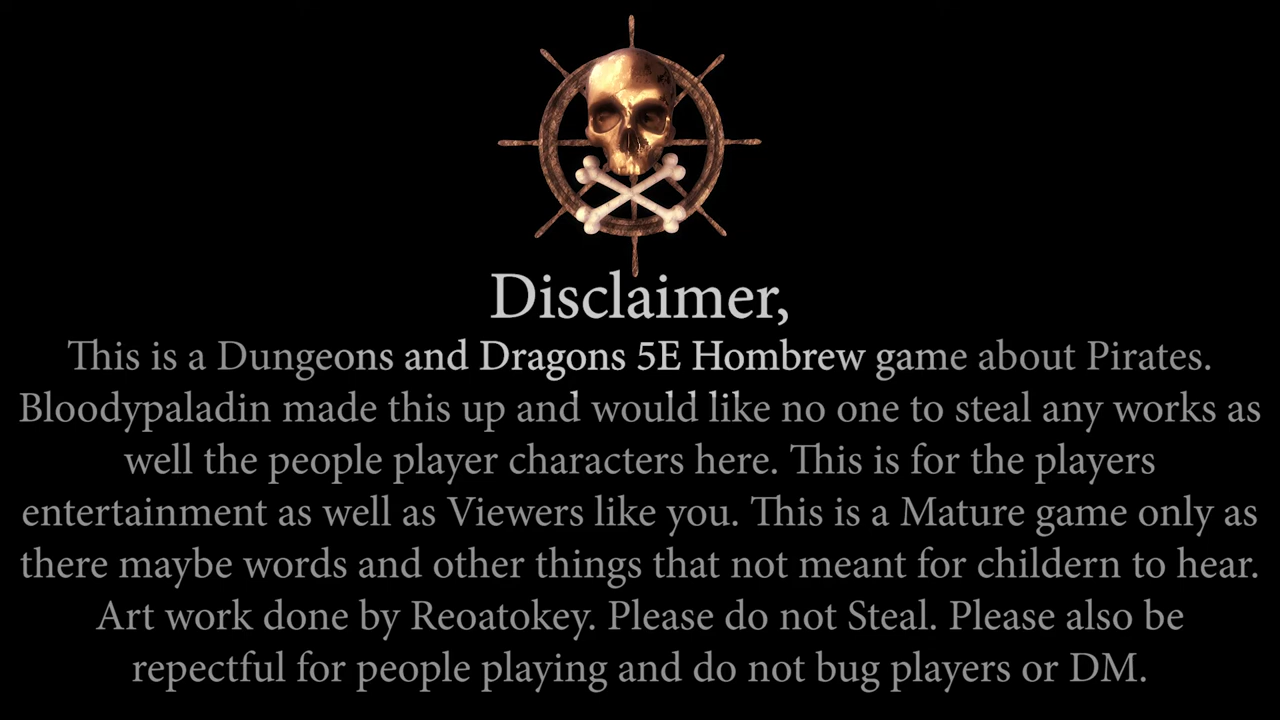 Disclaimer,
This is a Dungeons and Dragons 5E Hombrew game about Pirates.
Bloodypaladin made this up and would like no one to steal any works as
well the people player characters here. This is for the players
entertainment as well as Viewers like you. This is a Mature game only as
there maybe words and other things that not meant for childern to hear.
Art work done by Reoatokey. Please do not Steal. Please also be
repectful for people playing and do not bug players or DM.